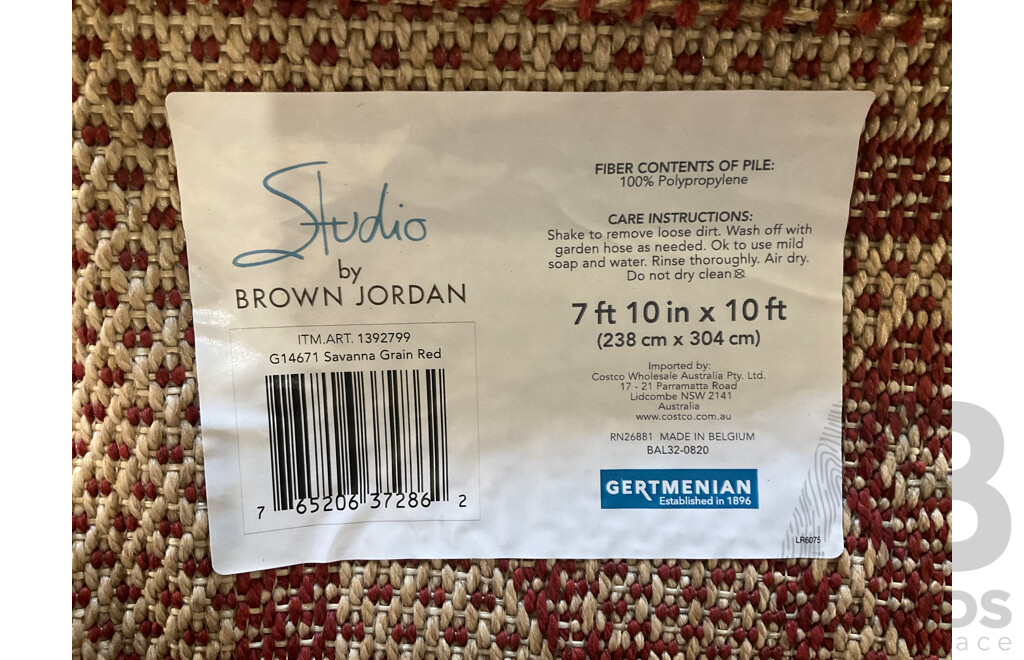 Studio
by
BROWN JORDAN
ITM.ART. 1392799
G14671 Savanna Grain Red
7 65206 37286 2
FIBER CONTENTS OF PILE:
100% Polypropylene
CARE INSTRUCTIONS:
Shake to remove loose dirt. Wash off with
garden hose as needed. Ok to use mild
soap and water. Rinse thoroughly. Air dry.
Do not dry clean
7 ft 10 in x 10 ft
(238 cm x 304 cm)
Imported by:
Costco Wholesale Australia Pty. Ltd.
17 - 21 Parramatta Road
Lidcombe NSW 2141
Australia
www.costco.com.au
RN26881 MADE IN BELGIUM
BAL32-0820
GERTMENIAN
Established in 1896
LR6075